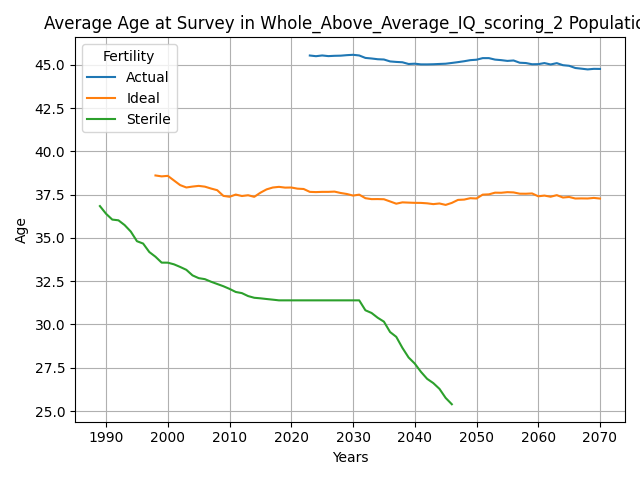 Average Age at Survey in Whole_Above_Average_IQ_scoring_2 Populatio
Fertility
Actual
Ideal
Sterile
45.0
42.5
40.0
37.5
35.0
32.5
30.0
27.5
25.0
Age
1990 2000 2010 2020 2030 2040 2050 2060 2070
Years